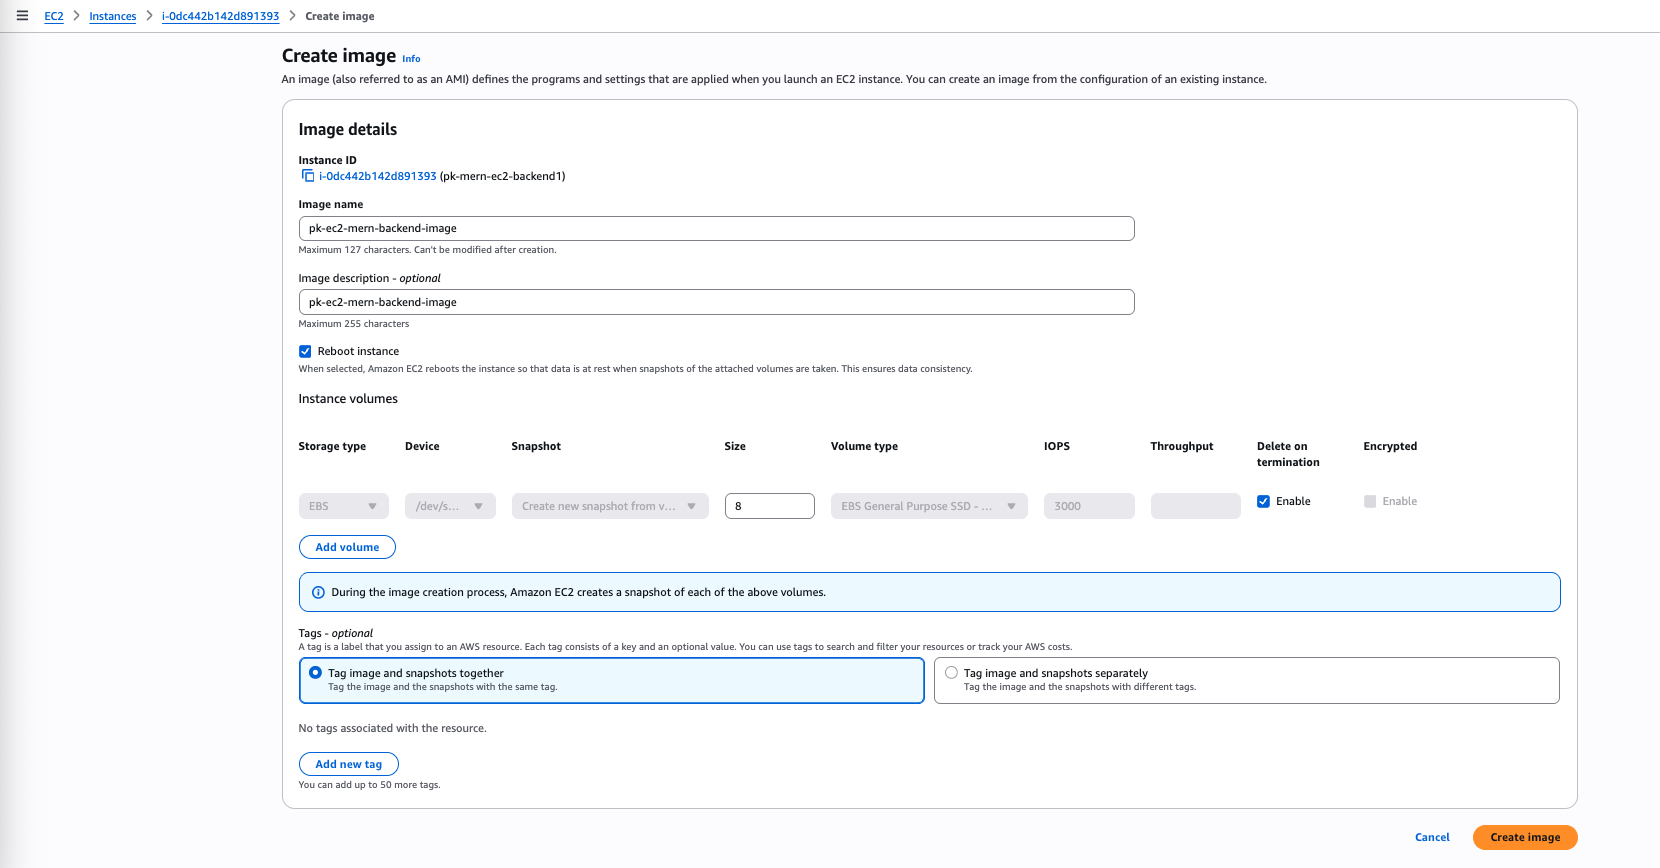 EC2 > Instances > i-0dc442b142d891393 > Create image
Create image Info
An image (also referred to as an AMI) defines the programs and settings that are applied when you launch an EC2 instance. You can create an image from the configuration of an existing instance.
Image details
Instance ID
i-0dc442b142d891393 (pk-mern-ec2-backend1)
Image name
pk-ec2-mern-backend-image
Maximum 127 characters. Can't be modified after creation.
Image description - optional
pk-ec2-mern-backend-image
Maximum 255 characters
Reboot instance
When selected, Amazon EC2 reboots the instance so that data is at rest when snapshots of the attached volumes are taken. This ensures data consistency.
Instance volumes
Storage type Device Snapshot Size Volume type IOPS Throughput Delete on termination Encrypted
EBS /dev/s... Create new snapshot from v... 8 EBS General Purpose SSD - ... 3000 Enable Enable
Add volume
During the image creation process, Amazon EC2 creates a snapshot of each of the above volumes.
Tags - optional
A tag is a label that you assign to an AWS resource. Each tag consists of a key and an optional value. You can use tags to search and filter your resources or track your AWS costs.
Tag image and snapshots together
Tag the image and the snapshots with the same tag.
Tag image and snapshots separately
Tag the image and the snapshots with different tags.
No tags associated with the resource.
Add new tag
You can add up to 50 more tags.
Cancel Create image